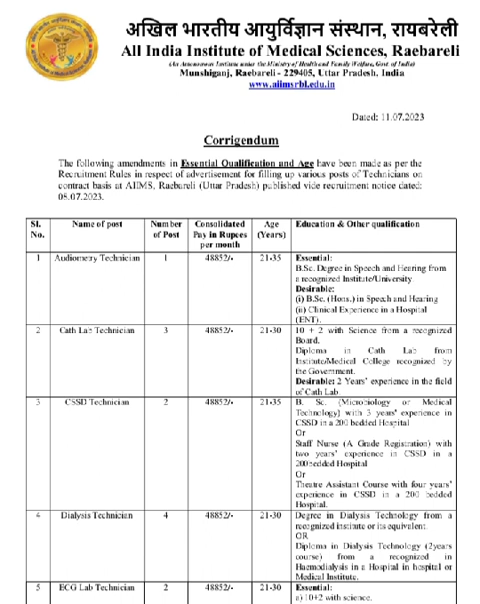 अखिल भारतीय आयुर्विज्ञान संस्थान, रायबरेली
All India Institute of Medical Sciences, Raebareli
(An Autonomous Institute under the Ministry of Health and Family Welfare, Govt. of India)
Munshiganj, Raebareli - 229405, Uttar Pradesh, India
www.aiimsrbl.edu.in
Dated: 11.07.2023
Corrigendum
The following amendments in Essential Qualification and Age have been made as per the
Recruitment Rules in respect of advertisement for filling up various posts of Technicians on
contract basis at AIIMS, Raebareli (Uttar Pradesh) published vide recruitment notice dated:
08.07.2023.
Sl. No. Name of post Number of Post Consolidated Pay in Rupees per month Age (Years) Education & Other qualification
1 Audiometry Technician 1 48852/- 21-35 Essential:
B.Sc. Degree in Speech and Hearing from
a recognized Institute/University
Desirable:
(i) B.Sc. (Hons.) in Speech and Hearing
(ii) Clinical Experience in a Hospital
(ENT).
2 Cath Lab Technician 3 48852/- 21-30 10 + 2 with Science from a recognized
Board.
Diploma in Cath Lab from
Institute/Medical College recognized by
the Government.
Desirable: 2 Years' experience in the field
of Cath Lab
3 CSSD Technician 2 48852/- 21-35 B. Sc. (Microbiology or Medical
Technology) with 3 years' experience in
CSSD in a 200 bedded Hospital
Or
Staff Nurse (A Grade Registration) with
two years' experience in CSSD in a
200bedded Hospital
Or
Theatre Assistant Course with four years'
experience in CSSD in a 200 bedded
Hospital.
4 Dialysis Technician 4 48852/- 21-30 Degree in Dialysis Technology from a
recognized institute or its equivalent.
OR
Diploma in Dialysis Technology (2years
course) from a recognized in
Haemodialysis in a Hospital in hospital or
Medical Institute.
5 ECG Lab Technician 2 48852/- 21-30 Essential:
a) 10+2 with science.